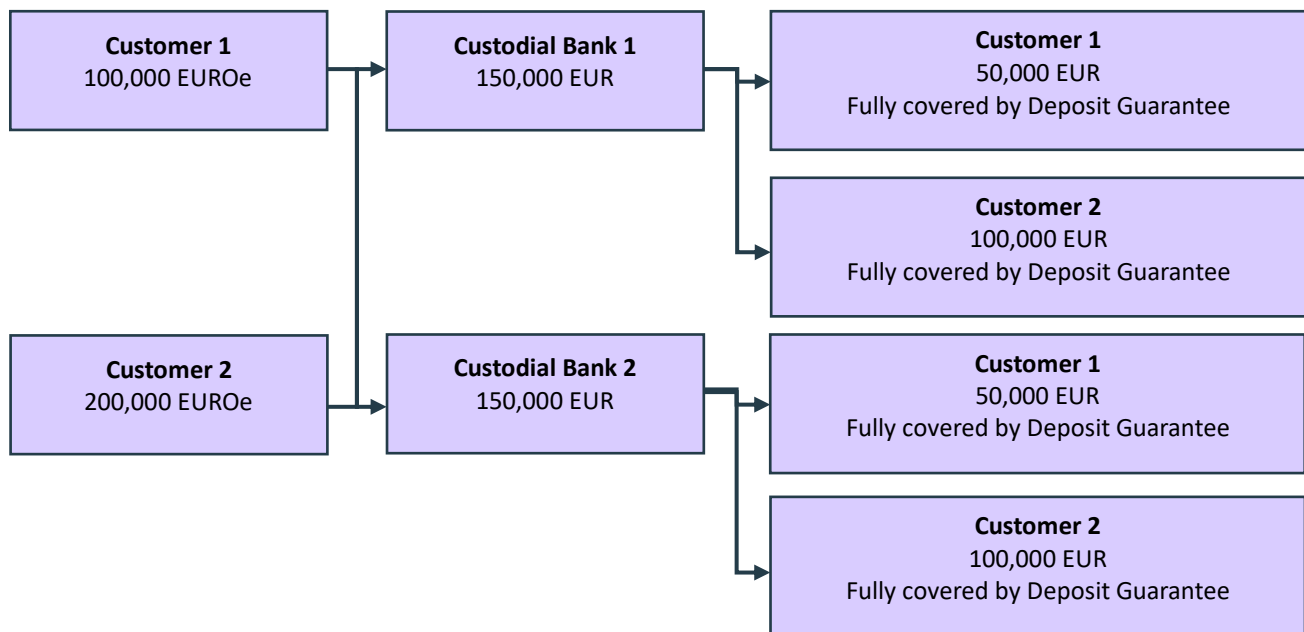 Customer 1
100,000 EUROe
Custodial Bank 1
150,000 EUR
Customer 1
50,000 EUR
Fully covered by Deposit Guarantee
Customer 2
100,000 EUR
Fully covered by Deposit Guarantee
Customer 2
200,000 EUROe
Custodial Bank 2
150,000 EUR
Customer 1
50,000 EUR
Fully covered by Deposit Guarantee
Customer 2
100,000 EUR
Fully covered by Deposit Guarantee